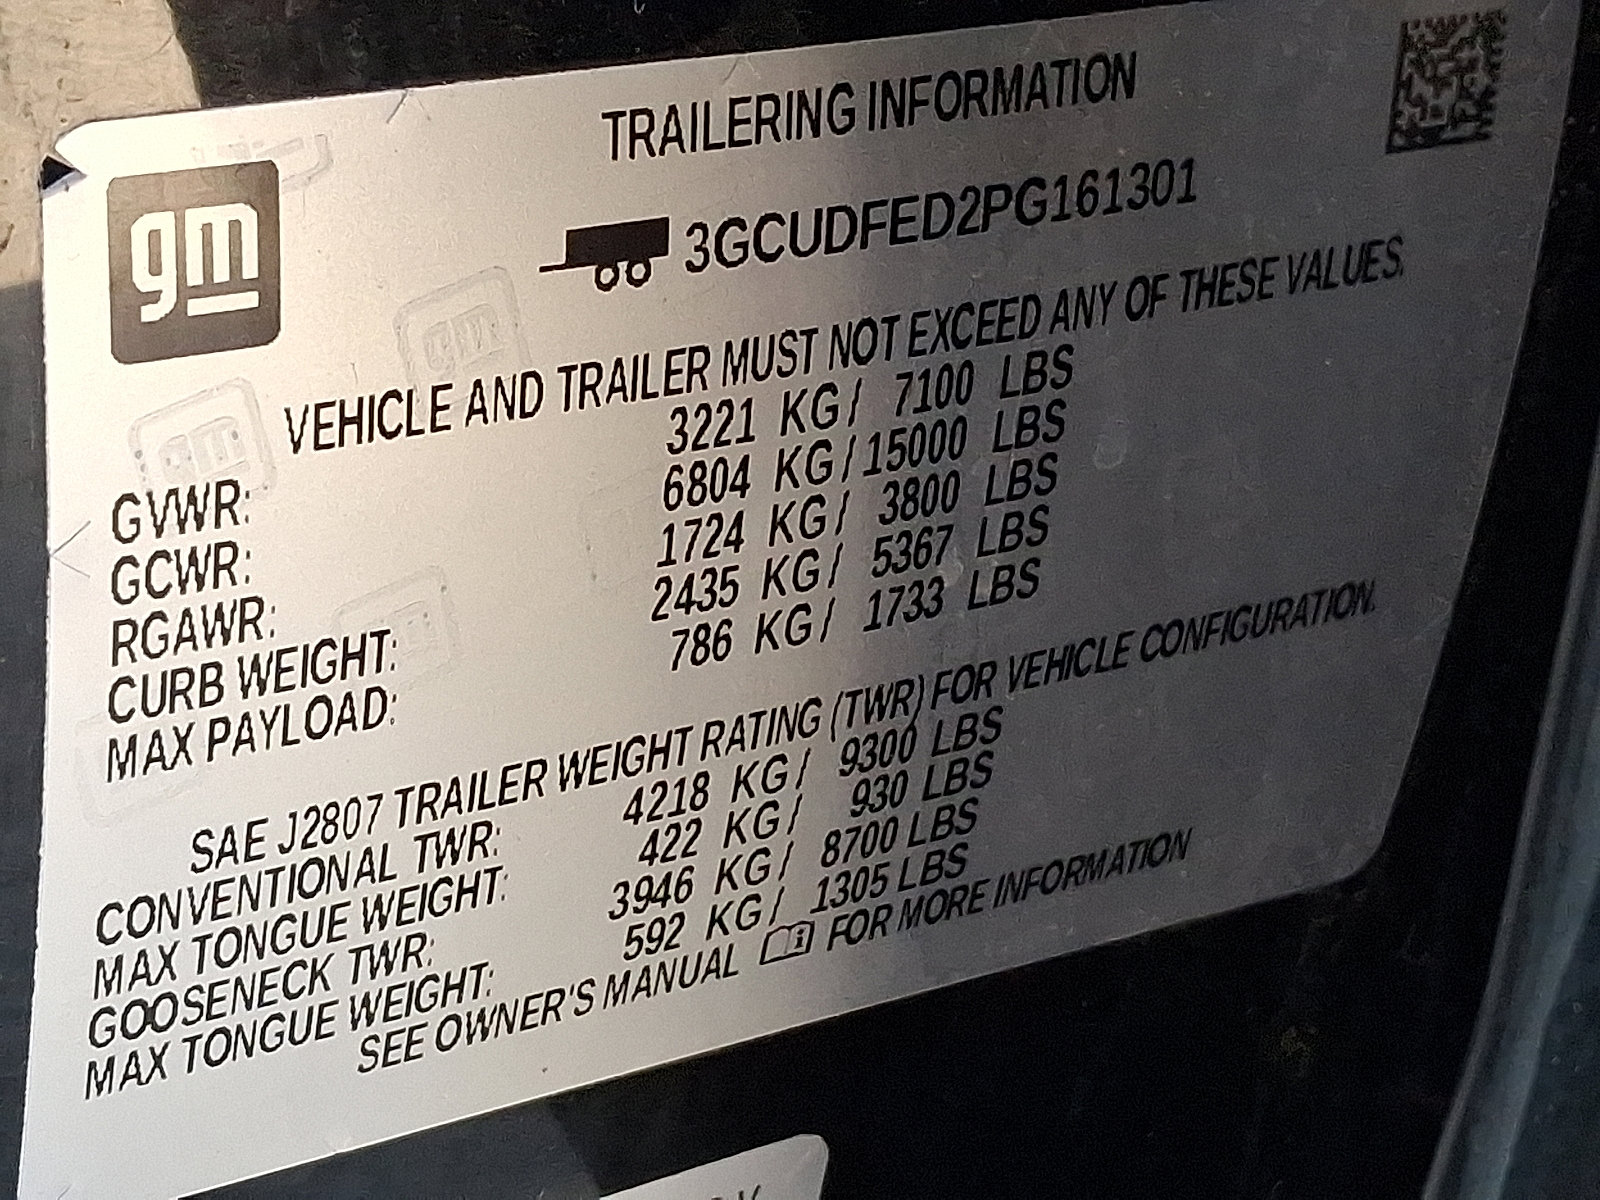 TRAILERING INFORMATION
gm
3GCUDFED2PG161301
VEHICLE AND TRAILER MUST NOT EXCEED ANY OF THESE VALUES.
GVWR: 3221 KG/ 7100 LBS
GCWR: 6804 KG/15000 LBS
RGAWR: 1724 KG/ 3800 LBS
CURB WEIGHT: 2435 KG/ 5367 LBS
MAX PAYLOAD: 786 KG/ 1733 LBS
SAE J2807 TRAILER WEIGHT RATING (TWR) FOR VEHICLE CONFIGURATION.
CONVENTIONAL TWR: 4218 KG/ 9300 LBS
MAX TONGUE WEIGHT: 422 KG/ 930 LBS
GOOSENECK TWR: 3946 KG/ 8700 LBS
MAX TONGUE WEIGHT: 592 KG/ 1305 LBS
SEE OWNER'S MANUAL FOR MORE INFORMATION